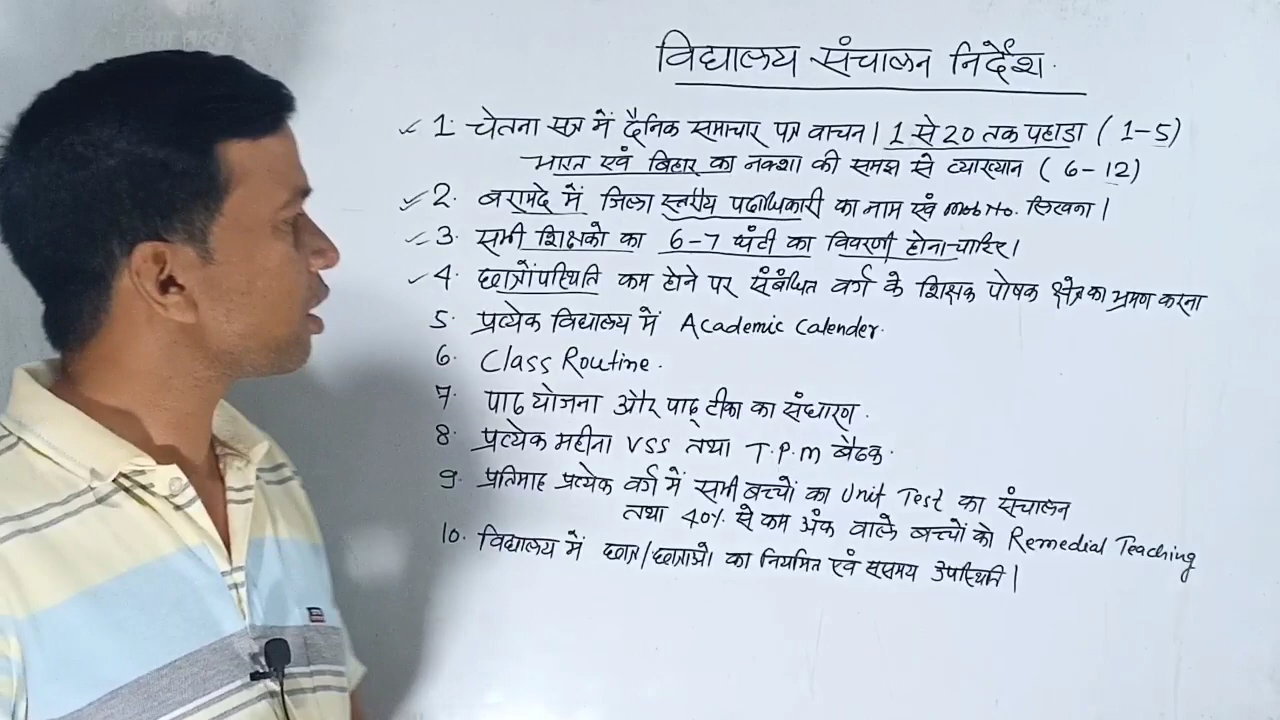 विद्यालय संचालन निर्देश.
1. चेतना सत्र में दैनिक समाचार पत्र वाचन। 1 से 20 तक पहाडा (1-5)
भारत एवं बिहार का नक्शा की समझ से व्याख्यान (6-12)
2. बरामदे में जिला स्तरीय पदाधिकारी का नाम एवं Mob No. लिखना।
3. सभी शिक्षको का 6-7 घंटी का विवरणी होना चाहिए।
4. छात्रोंपस्थिति कम होने पर संबंधित वर्ग के शिक्षक पोषक क्षेत्र का भ्रमण करना
5. प्रत्येक विद्यालय में Academic Calender.
6. Class Routine.
7. पाठ योजना और पाठ् टीका का संधारण.
8. प्रत्येक महीना VSS तथा T.P.M बैठक.
9. प्रतिमाह प्रत्येक वर्ग में सभी बच्चों का Unit Test का संचालन
तथा 40% से कम अंक वाले बच्चों को Remedial Teaching
10. विद्यालय में छात्र/छात्राओ का नियमित एवं ससमय उपस्थिति।